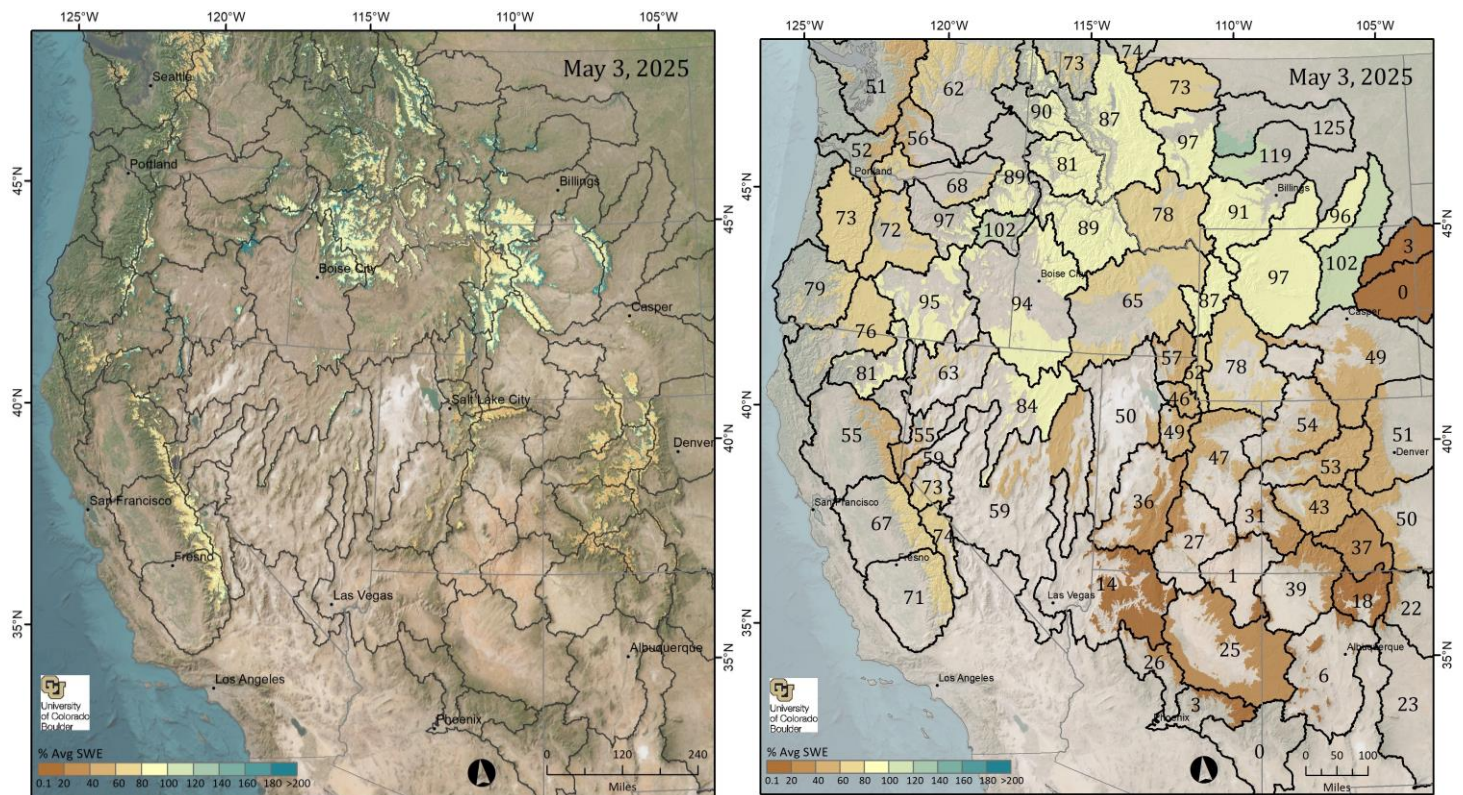 125°W 120°W 115°W 110°W 105°W
May 3, 2025
Seattle
Portland
Billings
Boise City
Casper
Salt Lake City
Denver
San Francisco
Fresno
Las Vegas
Albuquerque
Los Angeles
Phoenix
45°N
40°N
35°N
45°N
40°N
35°N
University
of Colorado
Boulder
% Avg SWE
0.1 20 40 60 80 100 120 140 160 180 >200
0 120 240
Miles
125°W 120°W 115°W 110°W 105°W
May 3, 2025
74
73
51 62 73
90 87
125
56 97
52 119
81
Portland
68 89
Billings
73 72 97 78 91 96
102 89
3
102
Boise City
97
0
79 95 94 65 87
76
Casper
57 49
81 63 52 78
84 46
50
55 55 49 54 51
Denver
59 47 53
73
San Francisco
36 43
67 59 31 50
74 27
Fresno
37
1
14 39
71
Las Vegas
18
22
25
Albuquerque
26
6
Los Angeles
3
23
Phoenix
0
45°N
40°N
35°N
45°N
40°N
35°N
University
of Colorado
Boulder
% Avg SWE
0.1 20 40 60 80 100 120 140 160 180 >200
0 50 100
Miles